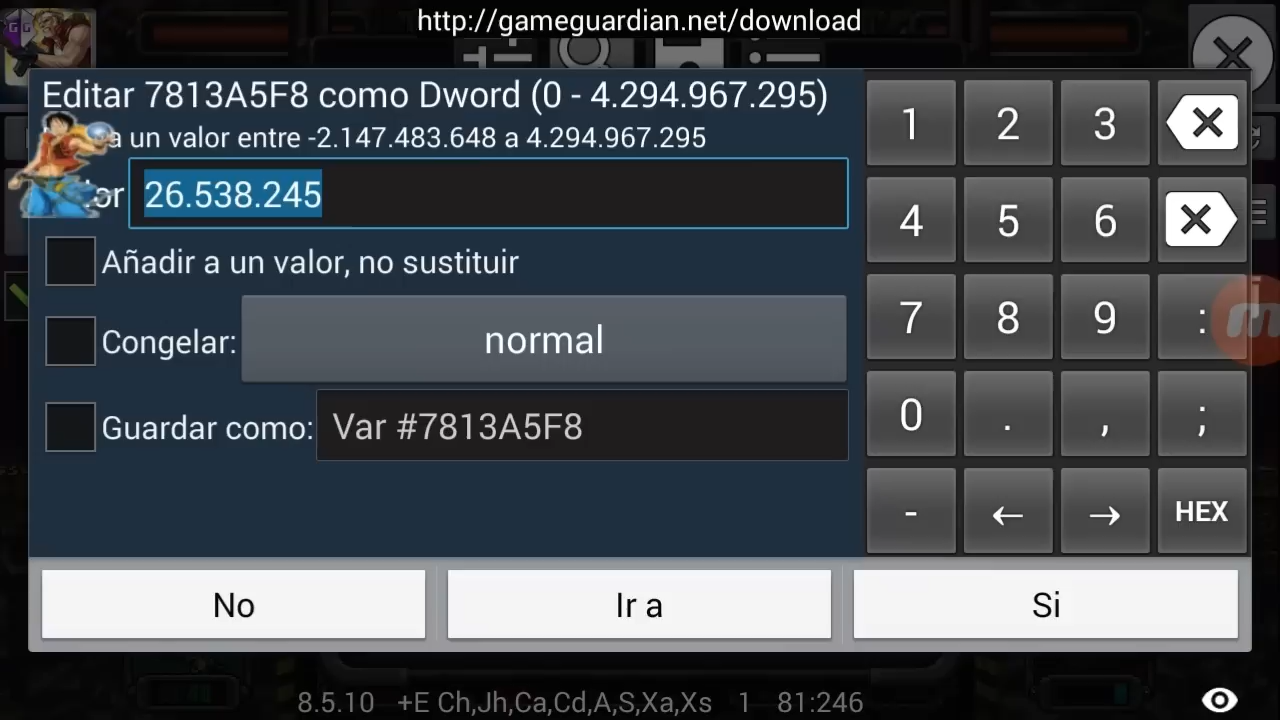 http://gameguardian.net/download
Editar 7813A5F8 como Dword (0 - 4.294.967.295)
a un valor entre -2.147.483.648 a 4.294.967.295
or 26.538.245
Añadir a un valor, no sustituir
Congelar: normal
Guardar como: Var #7813A5F8
1 2 3
4 5 6
7 8 9 :
0 . , ;
- ← → HEX
No Ir a Si
8.5.10 +E Ch,Jh,Ca,Cd,A,S,Xa,Xs 1 81:246